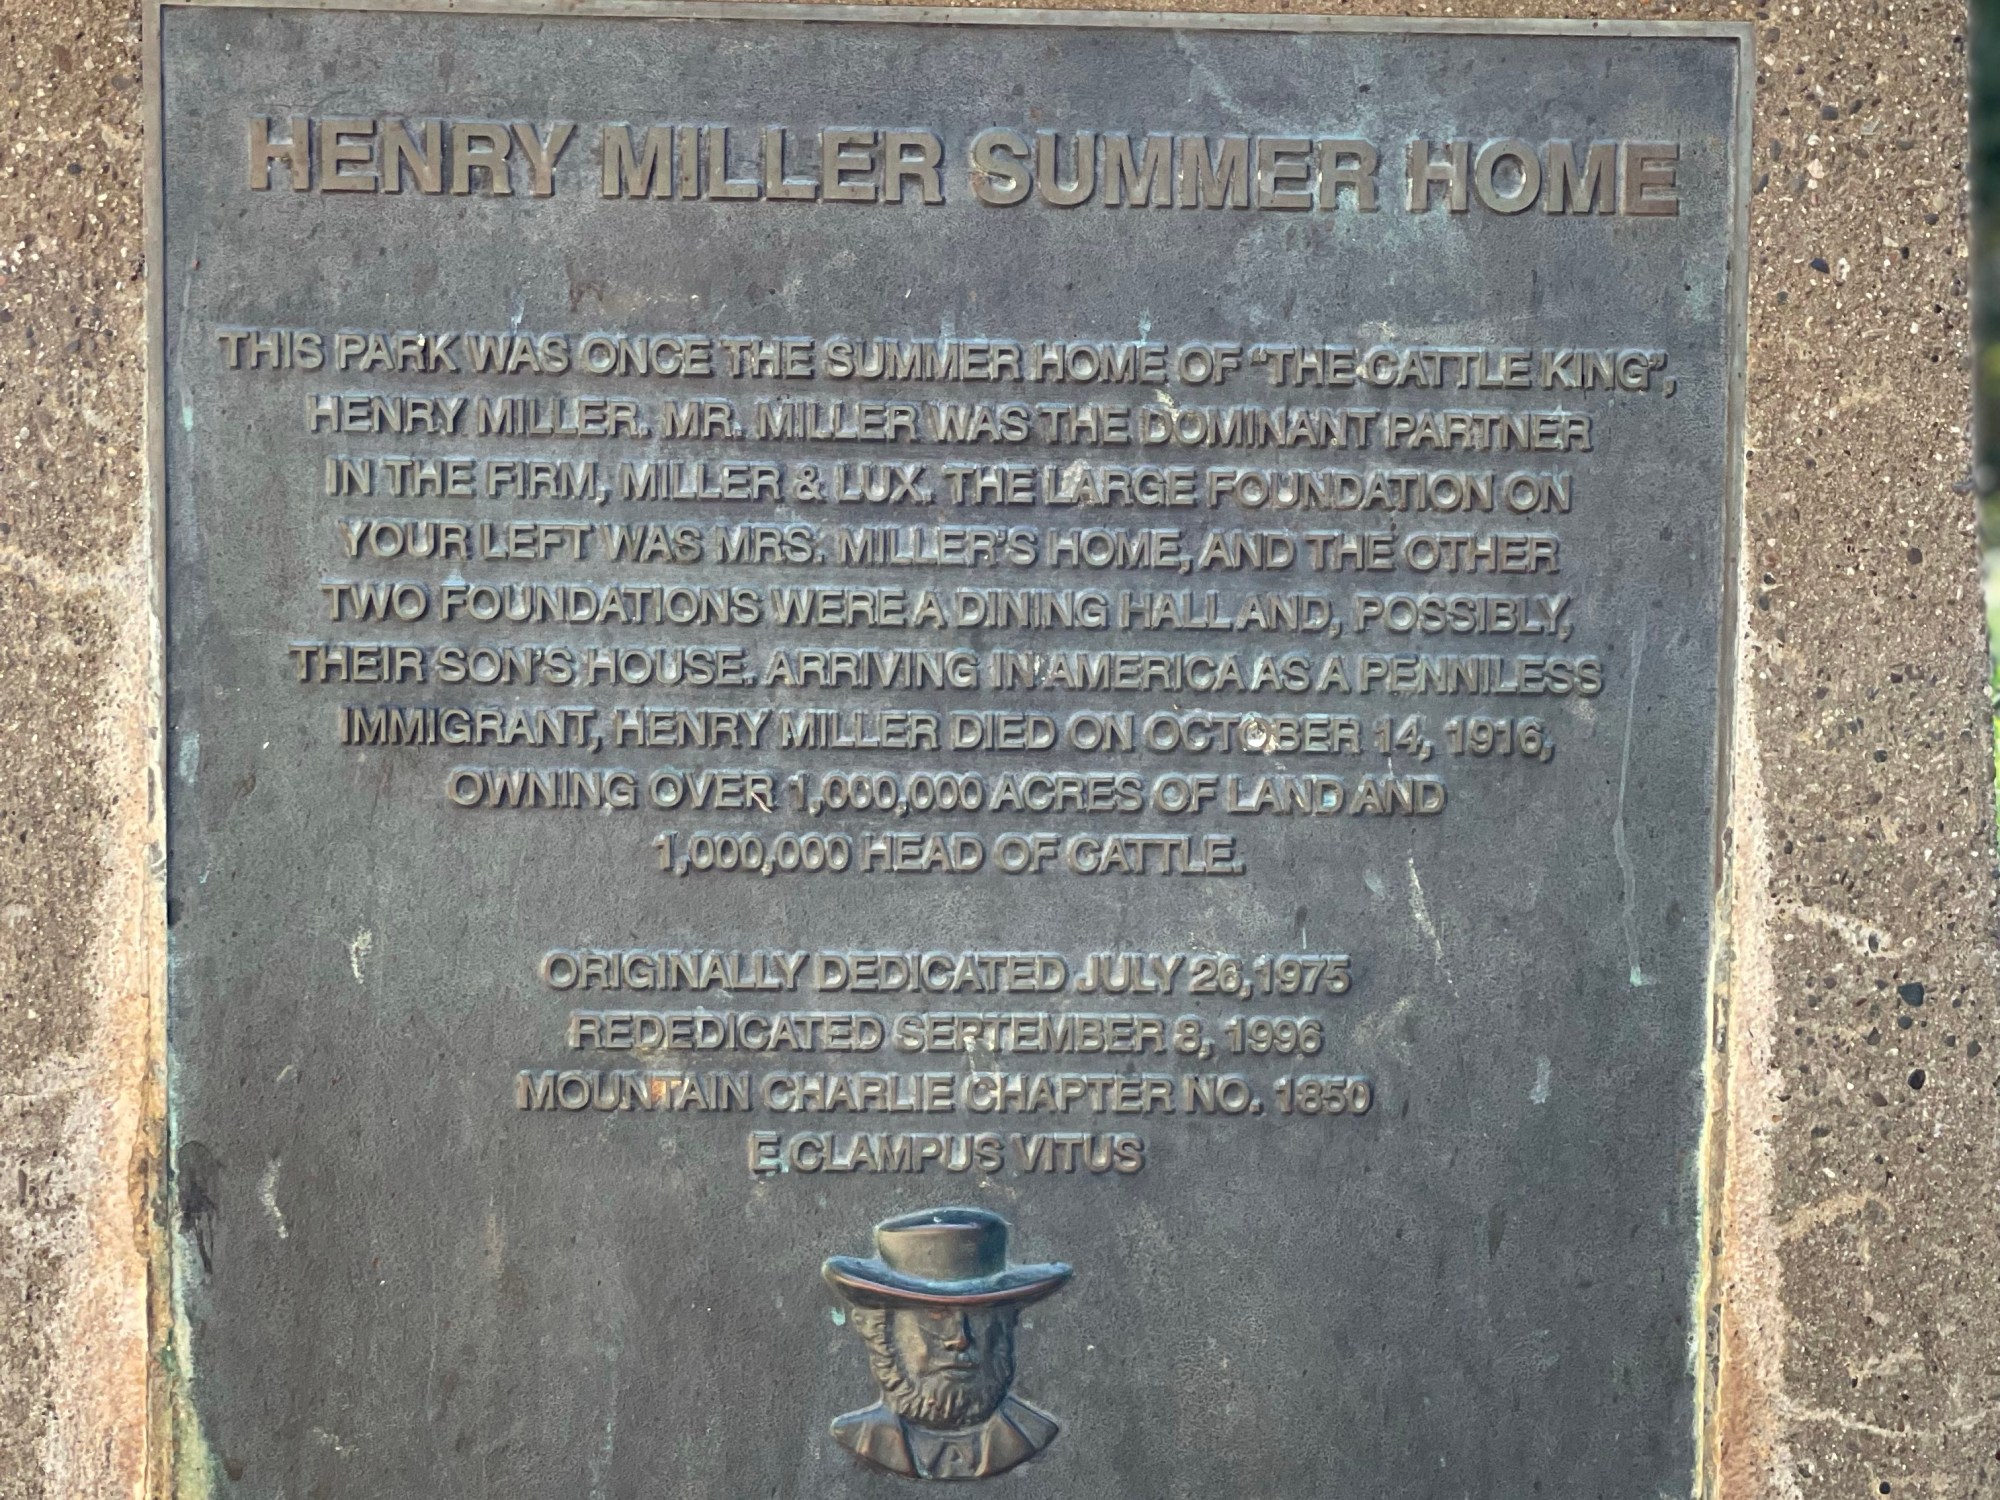 HENRY MILLER SUMMER HOME
THIS PARK WAS ONCE THE SUMMER HOME OF "THE CATTLE KING",
HENRY MILLER. MR. MILLER WAS THE DOMINANT PARTNER
IN THE FIRM, MILLER & LUX. THE LARGE FOUNDATION ON
YOUR LEFT WAS MRS. MILLER'S HOME, AND THE OTHER
TWO FOUNDATIONS WERE A DINING HALL AND, POSSIBLY,
THEIR SON'S HOUSE. ARRIVING IN AMERICA AS A PENNILESS
IMMIGRANT, HENRY MILLER DIED ON OCTOBER 14, 1916,
OWNING OVER 1,000,000 ACRES OF LAND AND
1,000,000 HEAD OF CATTLE.
ORIGINALLY DEDICATED JULY 26,1975
REDEDICATED SEPTEMBER 8, 1996
MOUNTAIN CHARLIE CHAPTER NO. 1850
E CLAMPUS VITUS